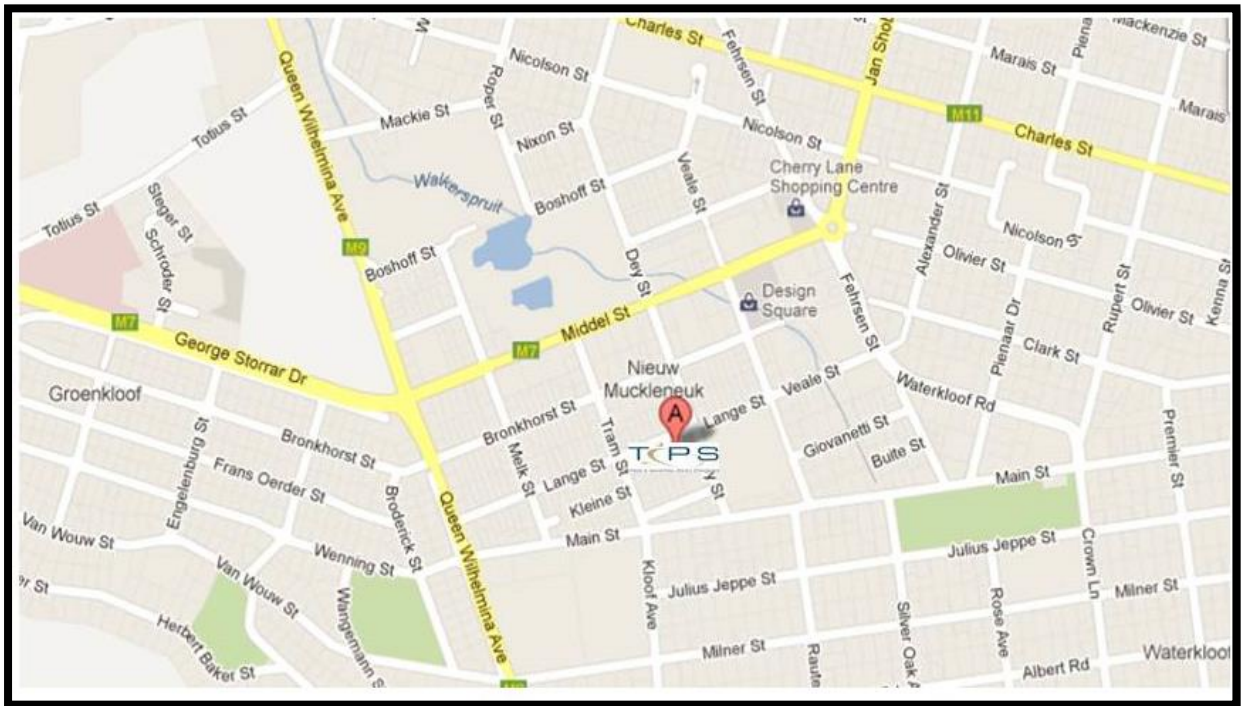 Charles St
Mackenzie St
Nicolson St
Fehrsen St
Marais St
Marais
Queen Wilhelmina Ave
Roper St
Mackie St
Nixon St
Totius St
Nicolson St
M11
Charles St
Cherry Lane
Shopping Centre
Walkerspruit
Boshoff St
Veale St
Steger St
Totius St
Schroder St
M9
Boshoff St
Dey St
Alexander St
Nicolson St
Olivier St
Design
Square
Fehrsen St
Rupert St
Kenna St
Olivier St
M7
George Storrar Dr
Middel St
M7
Pienaar Dr
Clark St
Groenkloof
Nieuw
Muckleneuk
A
Veale St
Lange St
Waterkloof Rd
Bronkhorst St
Bronkhorst St
Tram St
Giovanetti St
Buite St
Premier St
Engelenburg St
Frans Oerder St
Melk St
Lange St
Kleine St
Main St
Broderick St
Queen Wilhelmina Ave
Van Wouw St
Wenning St
Main St
Julius Jeppe St
Crown Ln
Van Wouw St
Kloof Ave
Julius Jeppe St
Milner St
Wangemann S
Rose Ave
Silver Oak A
Herbert Baker St
Milner St
Raute
Albert Rd
Waterkloof